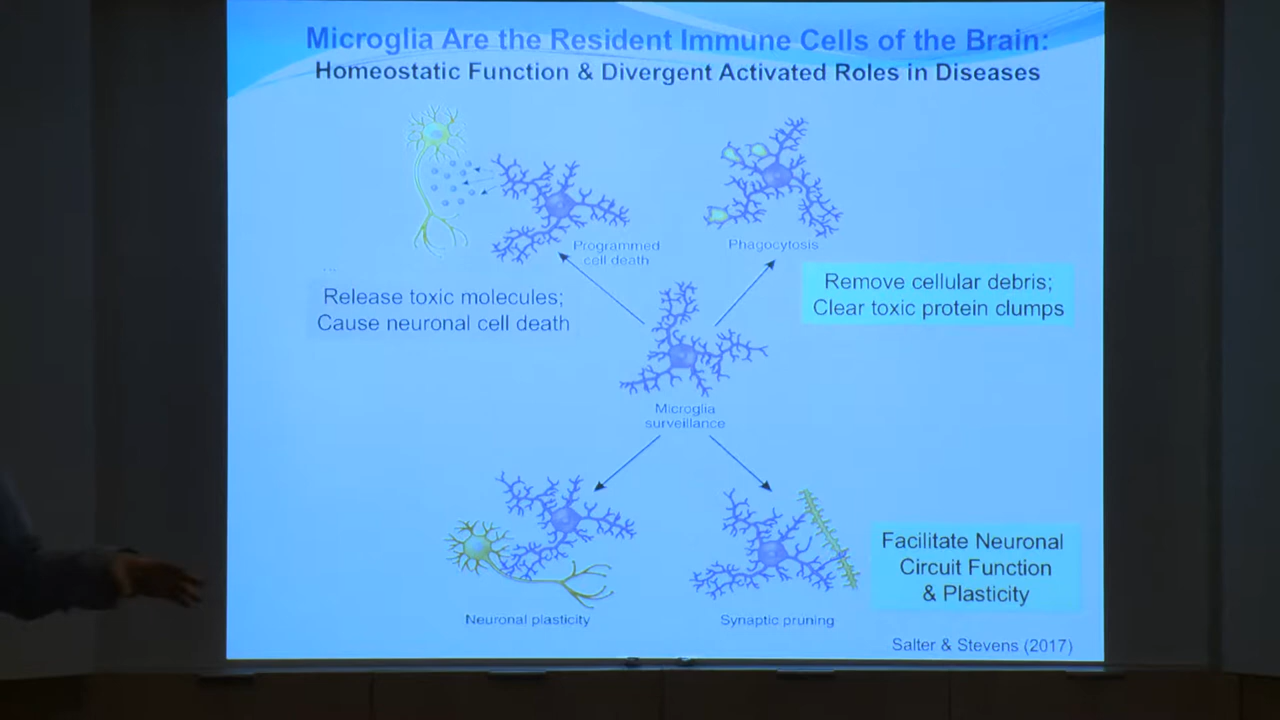 Microglia Are the Resident Immune Cells of the Brain:
Homeostatic Function & Divergent Activated Roles in Diseases
Programmed
cell death
Phagocytosis
Release toxic molecules;
Cause neuronal cell death
Remove cellular debris;
Clear toxic protein clumps
Microglia
surveillance
Neuronal plasticity
Synaptic pruning
Facilitate Neuronal
Circuit Function
& Plasticity
Salter & Stevens (2017)